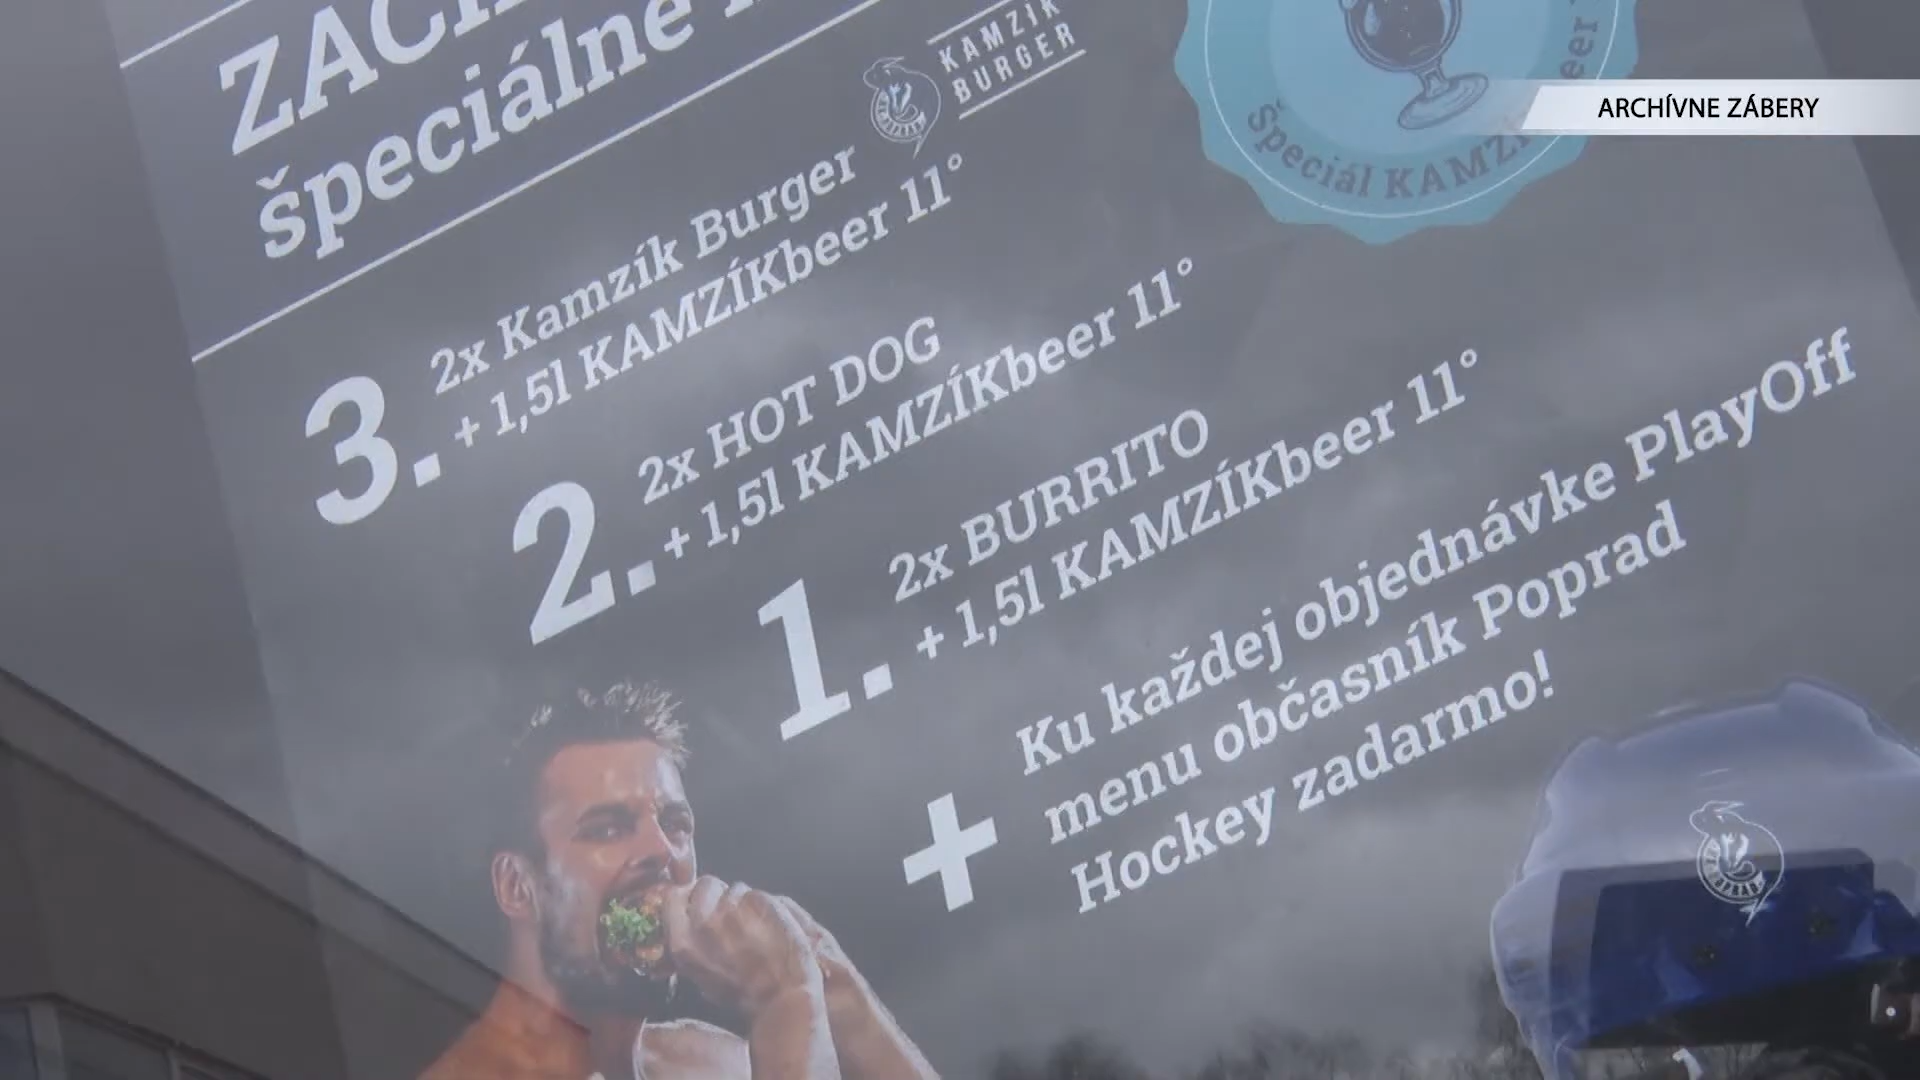 ARCHÍVNE ZÁBERY
špeciálne
KAMZÍK
BURGER
Špeciál
3.
2x Kamzík Burger
+ 1,5l KAMZÍKbeer 11°
2.
2x HOT DOG
+ 1,5l KAMZÍKbeer 11°
1.
2x BURRITO
+ 1,5l KAMZÍKbeer 11°
+
Ku každej objednávke PlayOff
menu občasník Poprad
Hockey zadarmo!